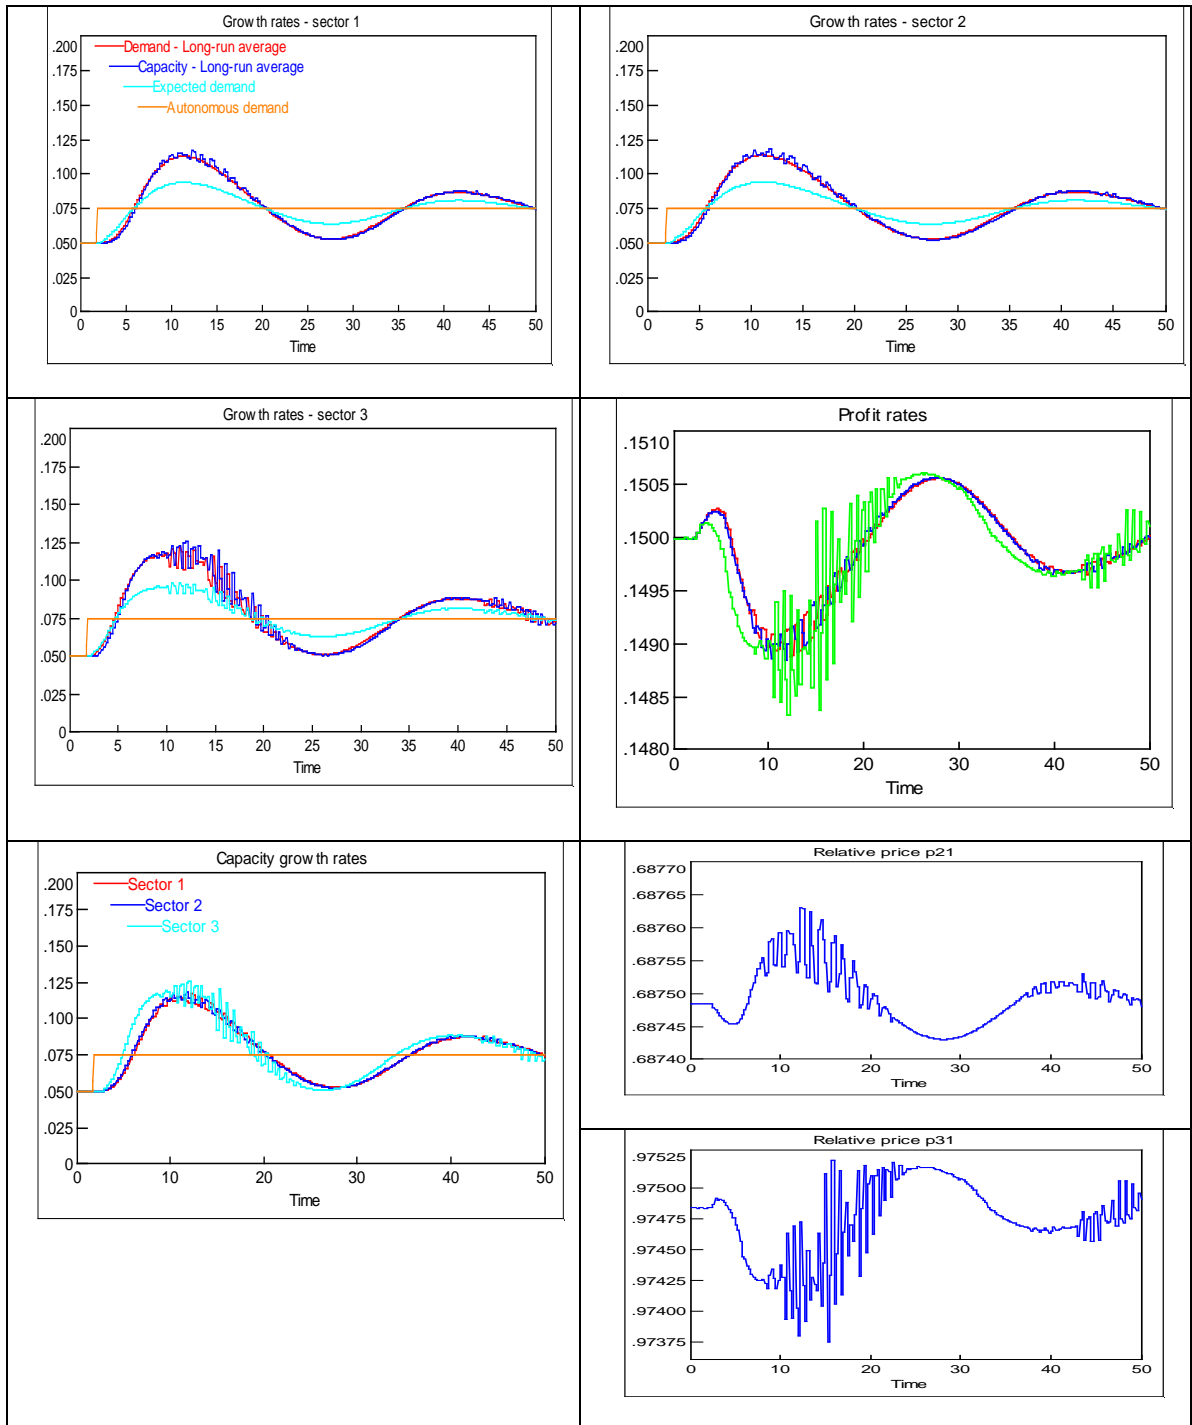 Growth rates - sector 1
.200
.175
.150
.125
.100
.075
.050
.025
0
Demand - Long-run average
Capacity - Long-run average
Expected demand
Autonomous demand
0 5 10 15 20 25 30 35 40 45 50
Time
Growth rates - sector 2
.200
.175
.150
.125
.100
.075
.050
.025
0
0 5 10 15 20 25 30 35 40 45 50
Time
Growth rates - sector 3
.200
.175
.150
.125
.100
.075
.050
.025
0
0 5 10 15 20 25 30 35 40 45 50
Time
Profit rates
.1510
.1505
.1500
.1495
.1490
.1485
.1480
0 10 20 30 40 50
Time
Capacity growth rates
.200
.175
.150
.125
.100
.075
.050
.025
0
Sector 1
Sector 2
Sector 3
0 10 20 30 40 50
Time
Relative price p21
.68770
.68765
.68760
.68755
.68750
.68745
.68740
0 10 20 30 40 50
Time
Relative price p31
.97525
.97500
.97475
.97450
.97425
.97400
.97375
0 10 20 30 40 50
Time